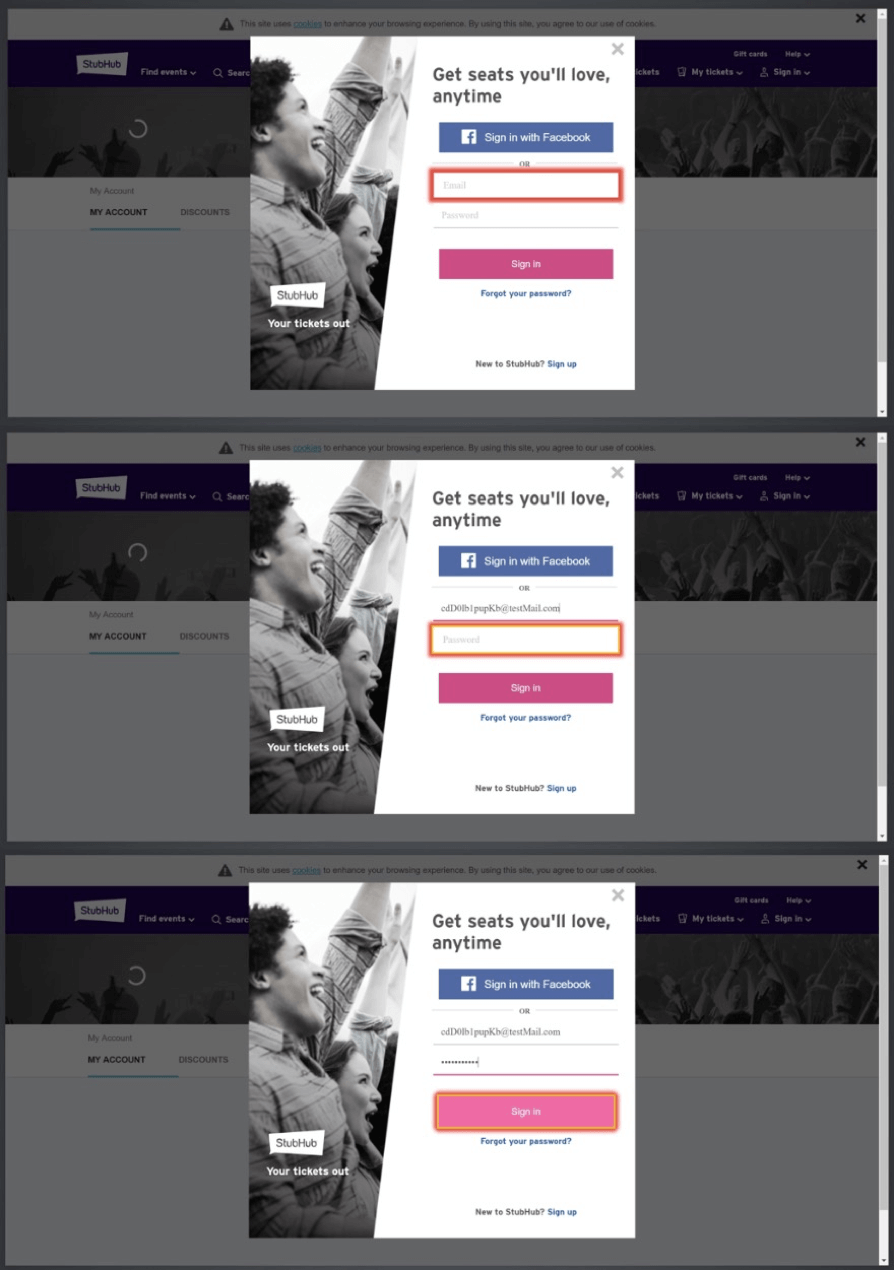 This site uses cookies to enhance your browsing experience. By using this site, you agree to our use of cookies.
Gift cards Help
StubHub Find events Searc ickets My tickets Sign in
Get seats you'll love,
anytime
Sign in with Facebook
OR
Email
Password
My Account
MY ACCOUNT DISCOUNTS
Sign in
Forgot your password?
StubHub
Your tickets out
New to StubHub? Sign up
This site uses cookies to enhance your browsing experience. By using this site, you agree to our use of cookies.
Gift cards Help
StubHub Find events Searc ickets My tickets Sign in
Get seats you'll love,
anytime
Sign in with Facebook
OR
cdD0lb1pupKb@testMail.com
Password
My Account
MY ACCOUNT DISCOUNTS
Sign in
Forgot your password?
StubHub
Your tickets out
New to StubHub? Sign up
This site uses cookies to enhance your browsing experience. By using this site, you agree to our use of cookies.
Gift cards Help
StubHub Find events Searc ickets My tickets Sign in
Get seats you'll love,
anytime
Sign in with Facebook
OR
cdD0lb1pupKb@testMail.com
•••••••••••
My Account
MY ACCOUNT DISCOUNTS
Sign in
Forgot your password?
StubHub
Your tickets out
New to StubHub? Sign up